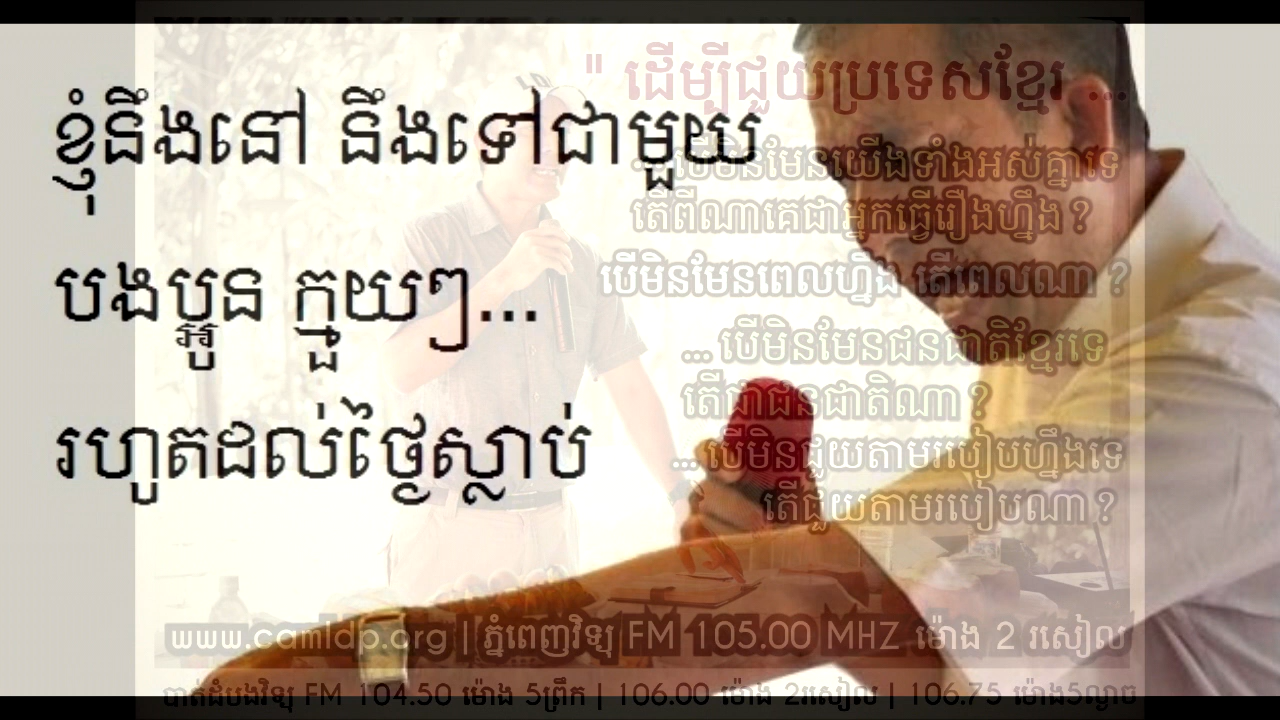 ខ្ញុំនឹងនៅ និងទៅជាមួយ
បងប្អូន ក្មួយៗ...
រហូតដល់ថ្ងៃស្លាប់
" ដើម្បីជួយប្រទេសខ្មែរ ...
... បើមិនមែនយើងទាំងអស់គ្នាទេ
តើពីណាគេជាអ្នកធ្វើរឿងហ្នឹង ?
បើមិនមែនពេលហ្នឹង តើពេលណា ?
... បើមិនមែនជនជាតិខ្មែរទេ
តើជាជនជាតិណា ?
... បើមិនជួយតាមរបៀបហ្នឹងទេ
តើជួយតាមរបៀបណា ?
www.camldp.org | ភ្នំពេញវិទ្យុ FM 105.00 MHZ ម៉ោង 2 រសៀល
បាត់ដំបងវិទ្យុ FM 104.50 ម៉ោង 5ព្រឹក | 106.00 ម៉ោង 2រសៀល | 106.75 ម៉ោង5ល្ងាច